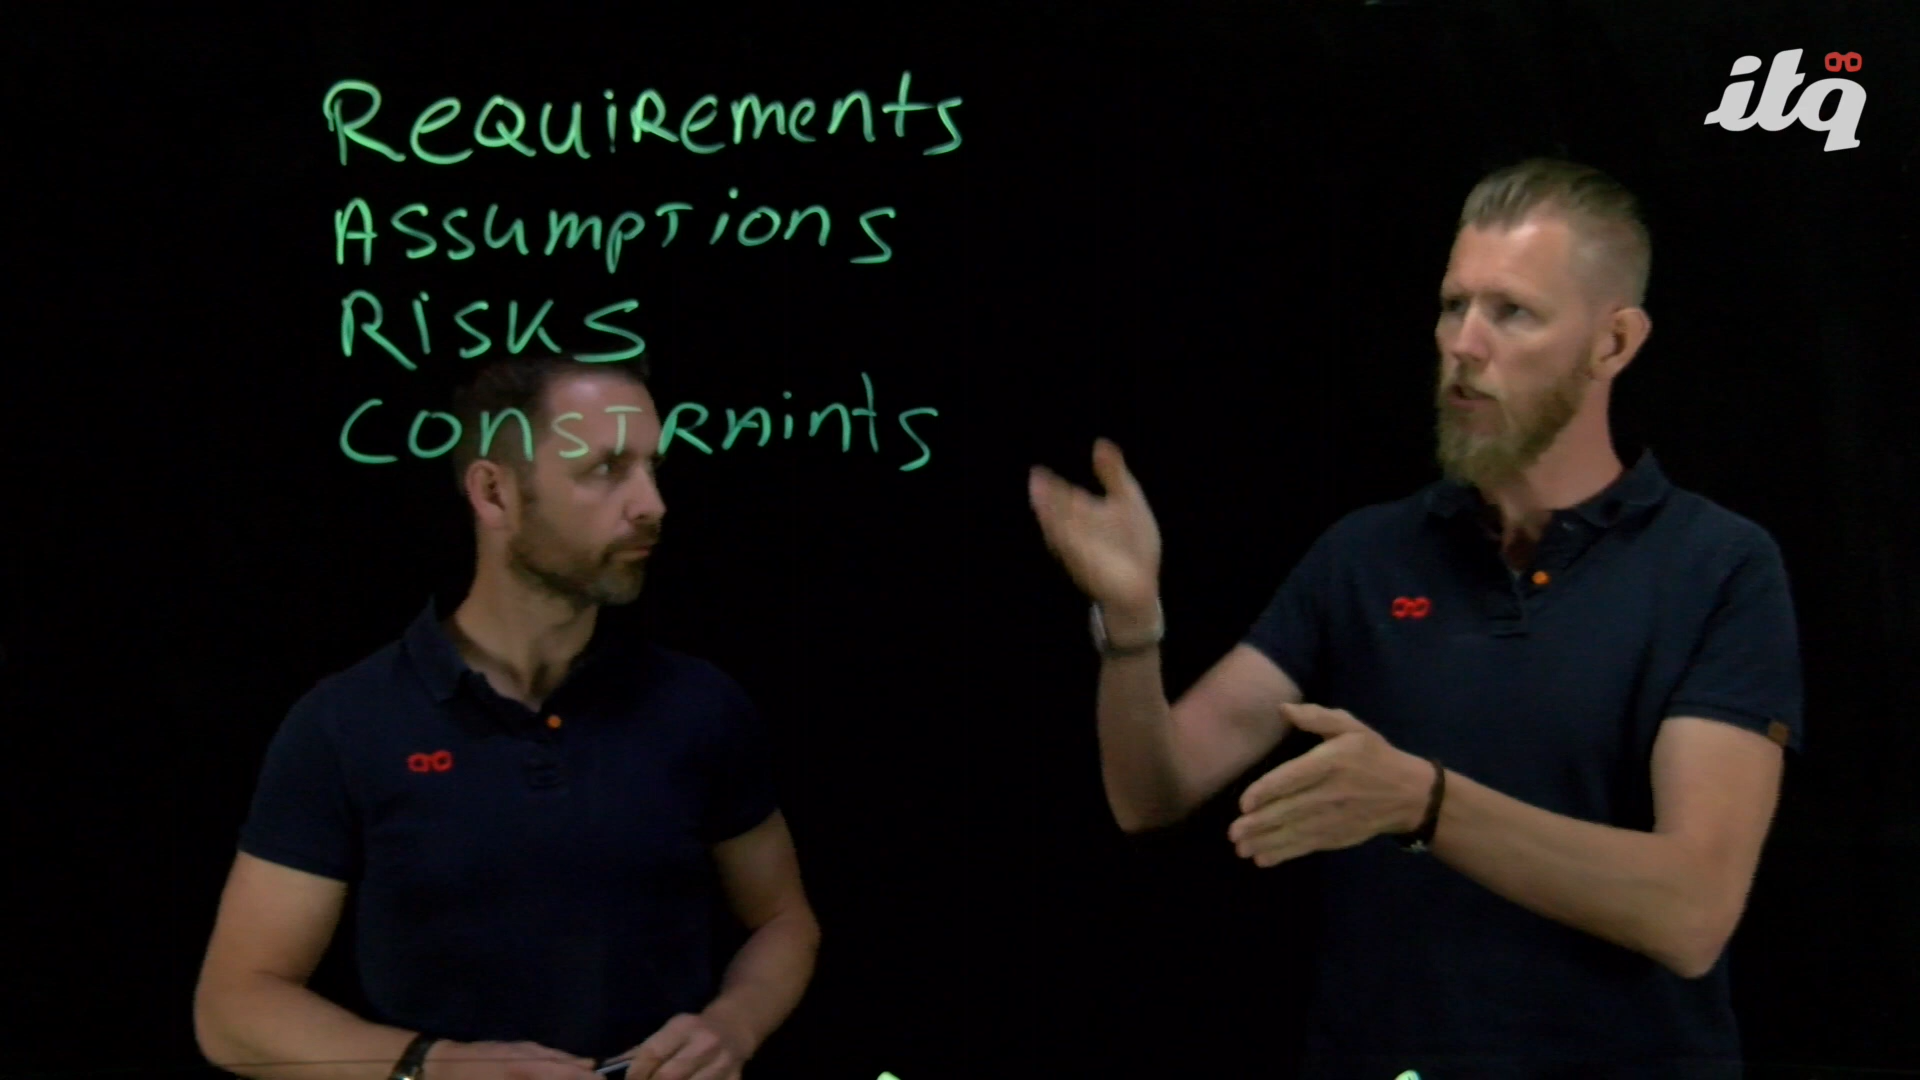 Requirements
Assumptions
Risks
Constraints
itq